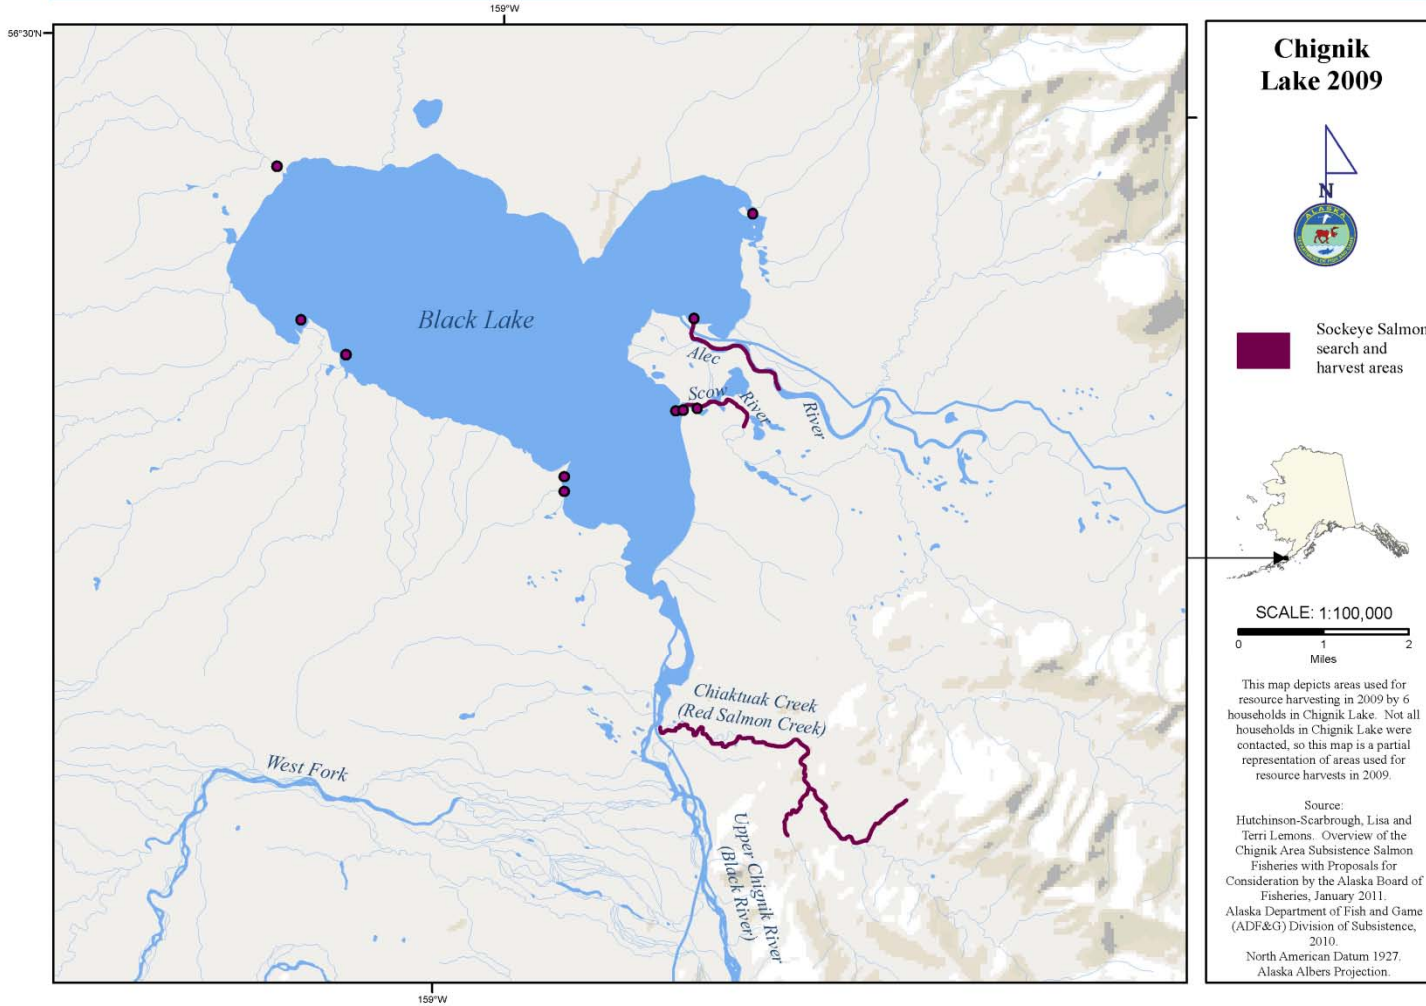 159°W
56°30'N
Black Lake
Alec
River
Scow
River
Chiaktuak Creek
(Red Salmon Creek)
West Fork
Upper Chignik River
(Black River)
159°W
Chignik
Lake 2009
N
ALASKA
Sockeye Salmon
search and
harvest areas
SCALE: 1:100,000
0 1 2
Miles
This map depicts areas used for
resource harvesting in 2009 by 6
households in Chignik Lake. Not all
households in Chignik Lake were
contacted, so this map is a partial
representation of areas used for
resource harvests in 2009.
Source:
Hutchinson-Scarbrough, Lisa and
Terri Lemons. Overview of the
Chignik Area Subsistence Salmon
Fisheries with Proposals for
Consideration by the Alaska Board of
Fisheries, January 2011.
Alaska Department of Fish and Game
(ADF&G) Division of Subsistence,
2010.
North American Datum 1927.
Alaska Albers Projection.